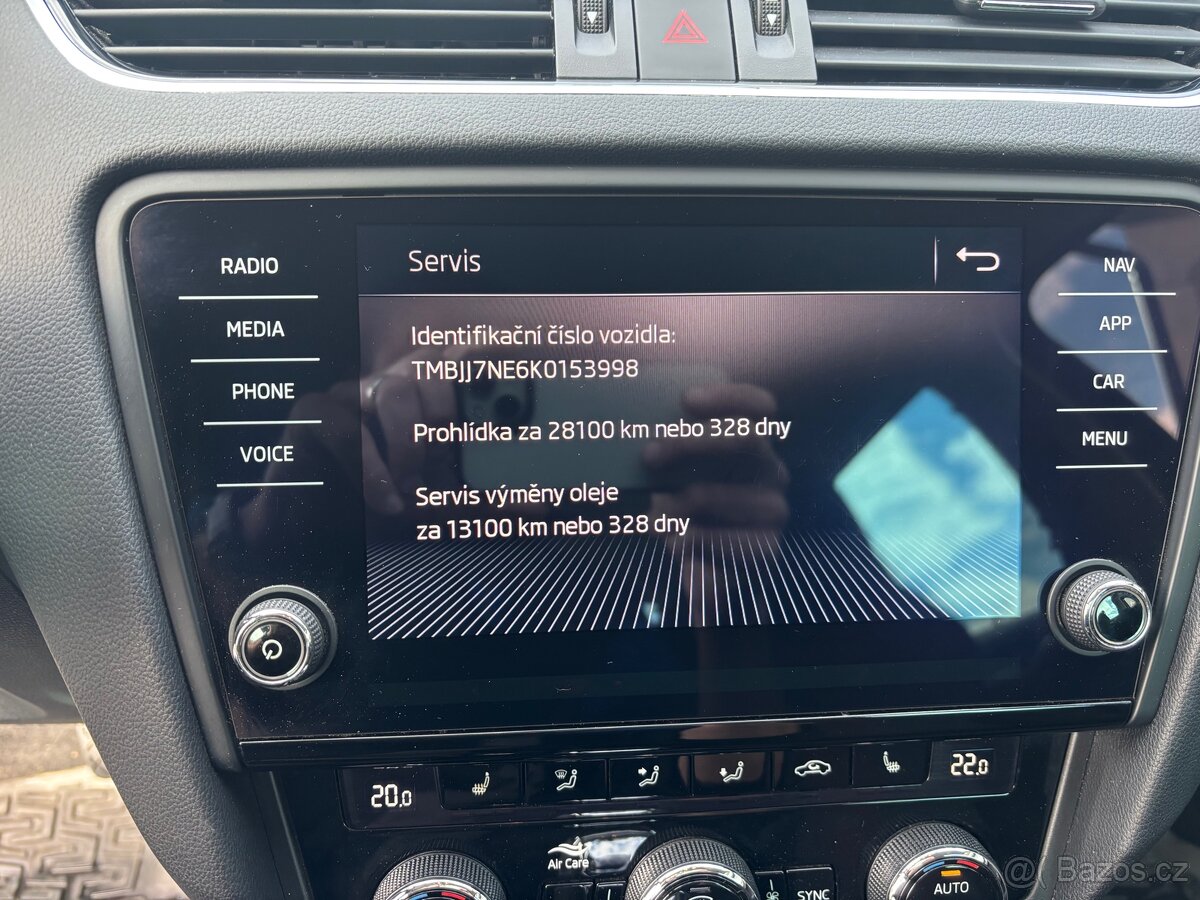 RADIO
MEDIA
PHONE
VOICE
Servis
Identifikační číslo vozidla:
TMBJJ7NE6K0153998
Prohlídka za 28100 km nebo 328 dny
Servis výměny oleje
za 13100 km nebo 328 dny
NAV
APP
CAR
MENU
20.0
22.0
Air Care
SYNC
AUTO
@ Bazos.cz